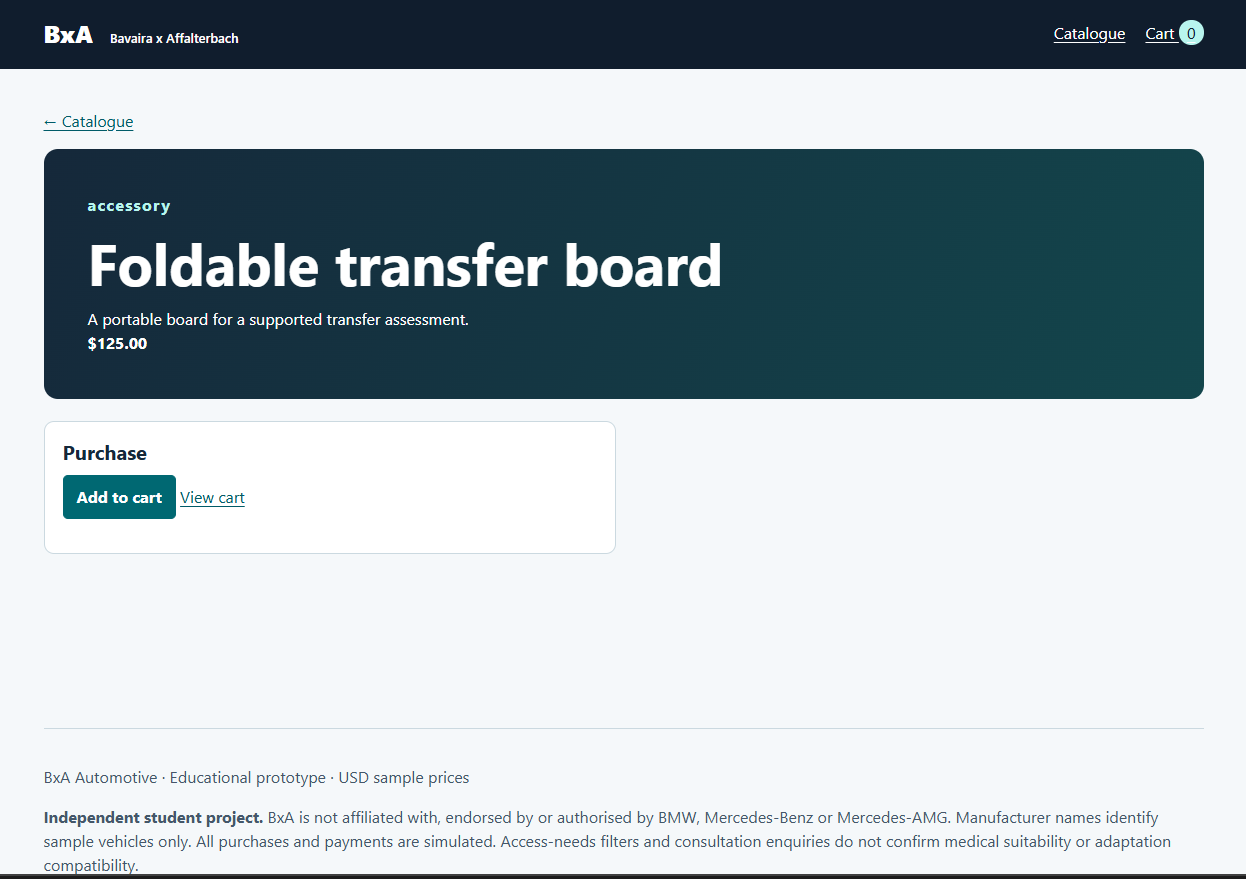 BxA Bavaira x Affalterbach
Catalogue Cart 0
← Catalogue
accessory
Foldable transfer board
A portable board for a supported transfer assessment.
$125.00
Purchase
Add to cart View cart
BxA Automotive · Educational prototype · USD sample prices
Independent student project. BxA is not affiliated with, endorsed by or authorised by BMW, Mercedes-Benz or Mercedes-AMG. Manufacturer names identify
sample vehicles only. All purchases and payments are simulated. Access-needs filters and consultation enquiries do not confirm medical suitability or adaptation
compatibility.